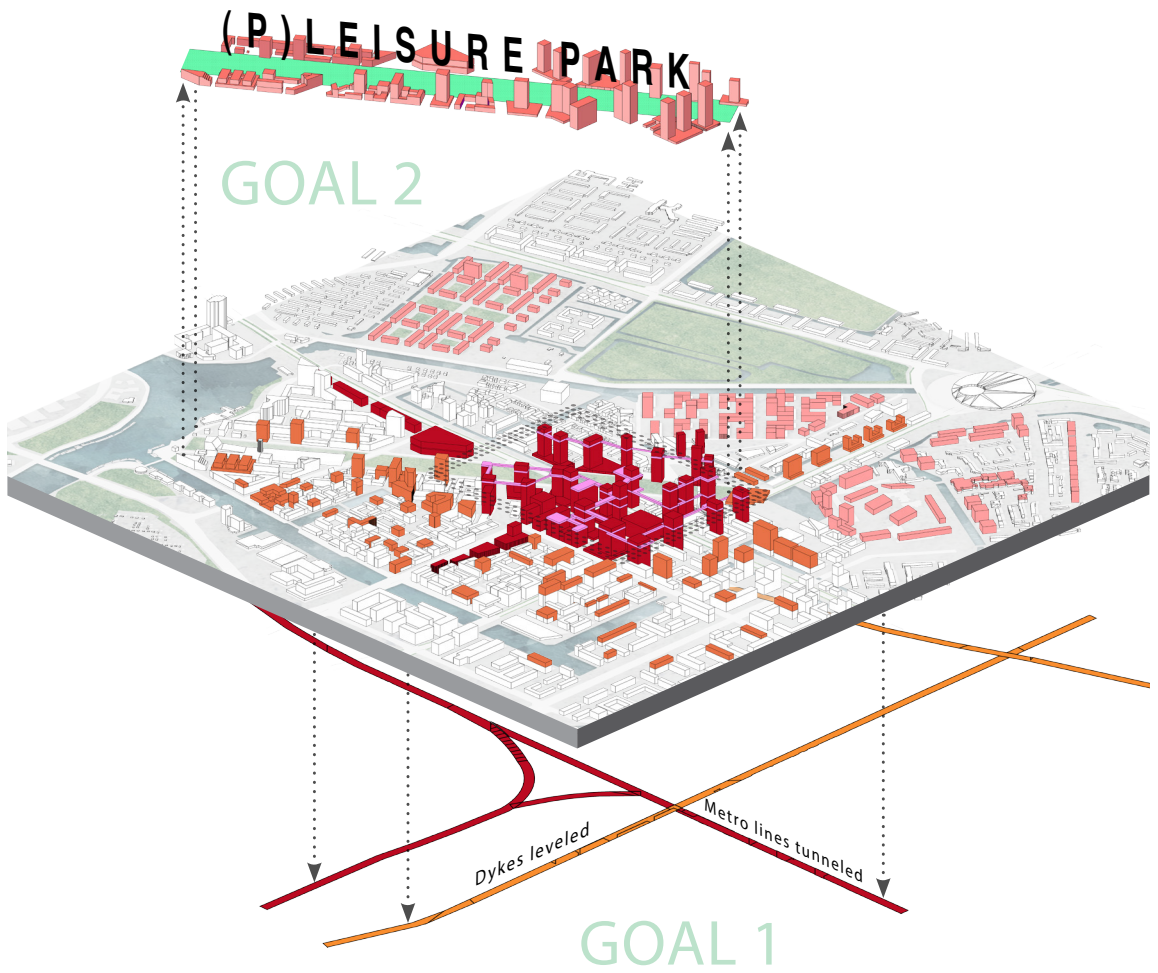 (P)LEISURE PARK
GOAL 2
Metro lines tunneled
Dykes leveled
GOAL 1